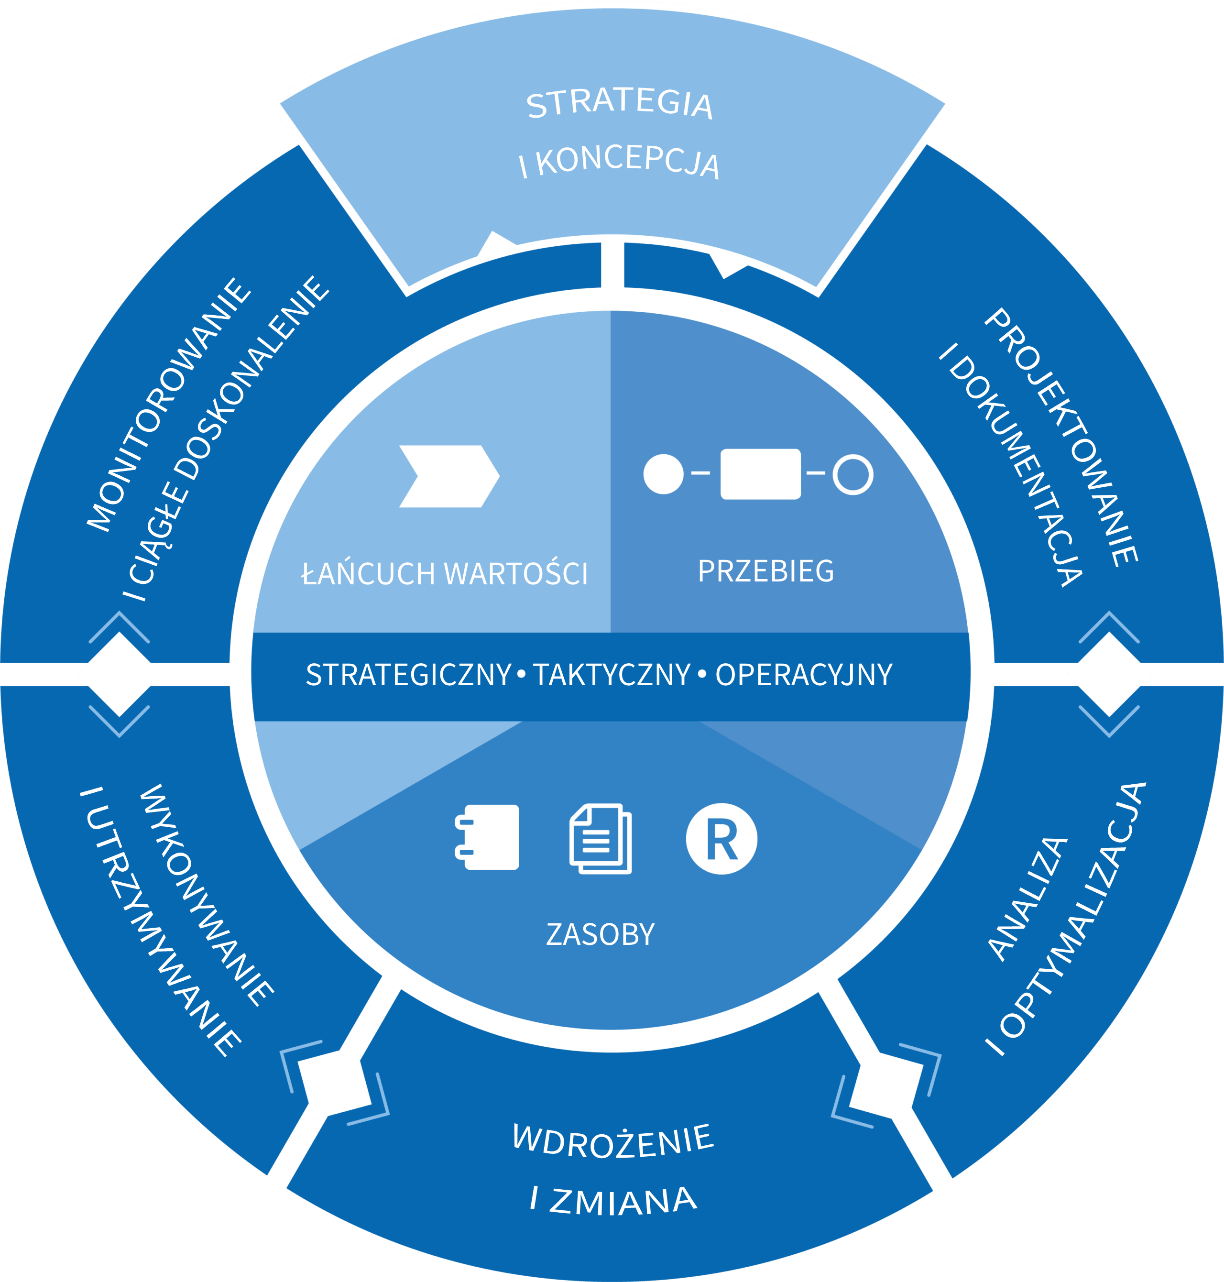 STRATEGIA
I KONCEPCJA
PROJEKTOWANIE
I DOKUMENTACJA
ANALIZA
I OPTYMALIZACJA
WDROŻENIE
I ZMIANA
WYKONYWANIE
I UTRZYMYWANIE
MONITOROWANIE
I CIĄGŁE DOSKONALENIE
ŁAŃCUCH WARTOŚCI
PRZEBIEG
STRATEGICZNY • TAKTYCZNY • OPERACYJNY
R
ZASOBY